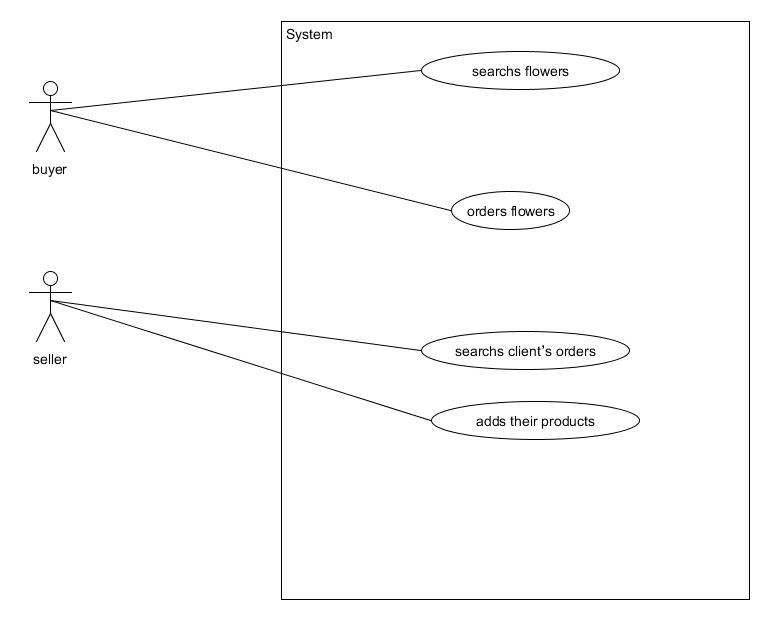 System
searchs flowers
buyer
orders flowers
seller
searchs client's orders
adds their products